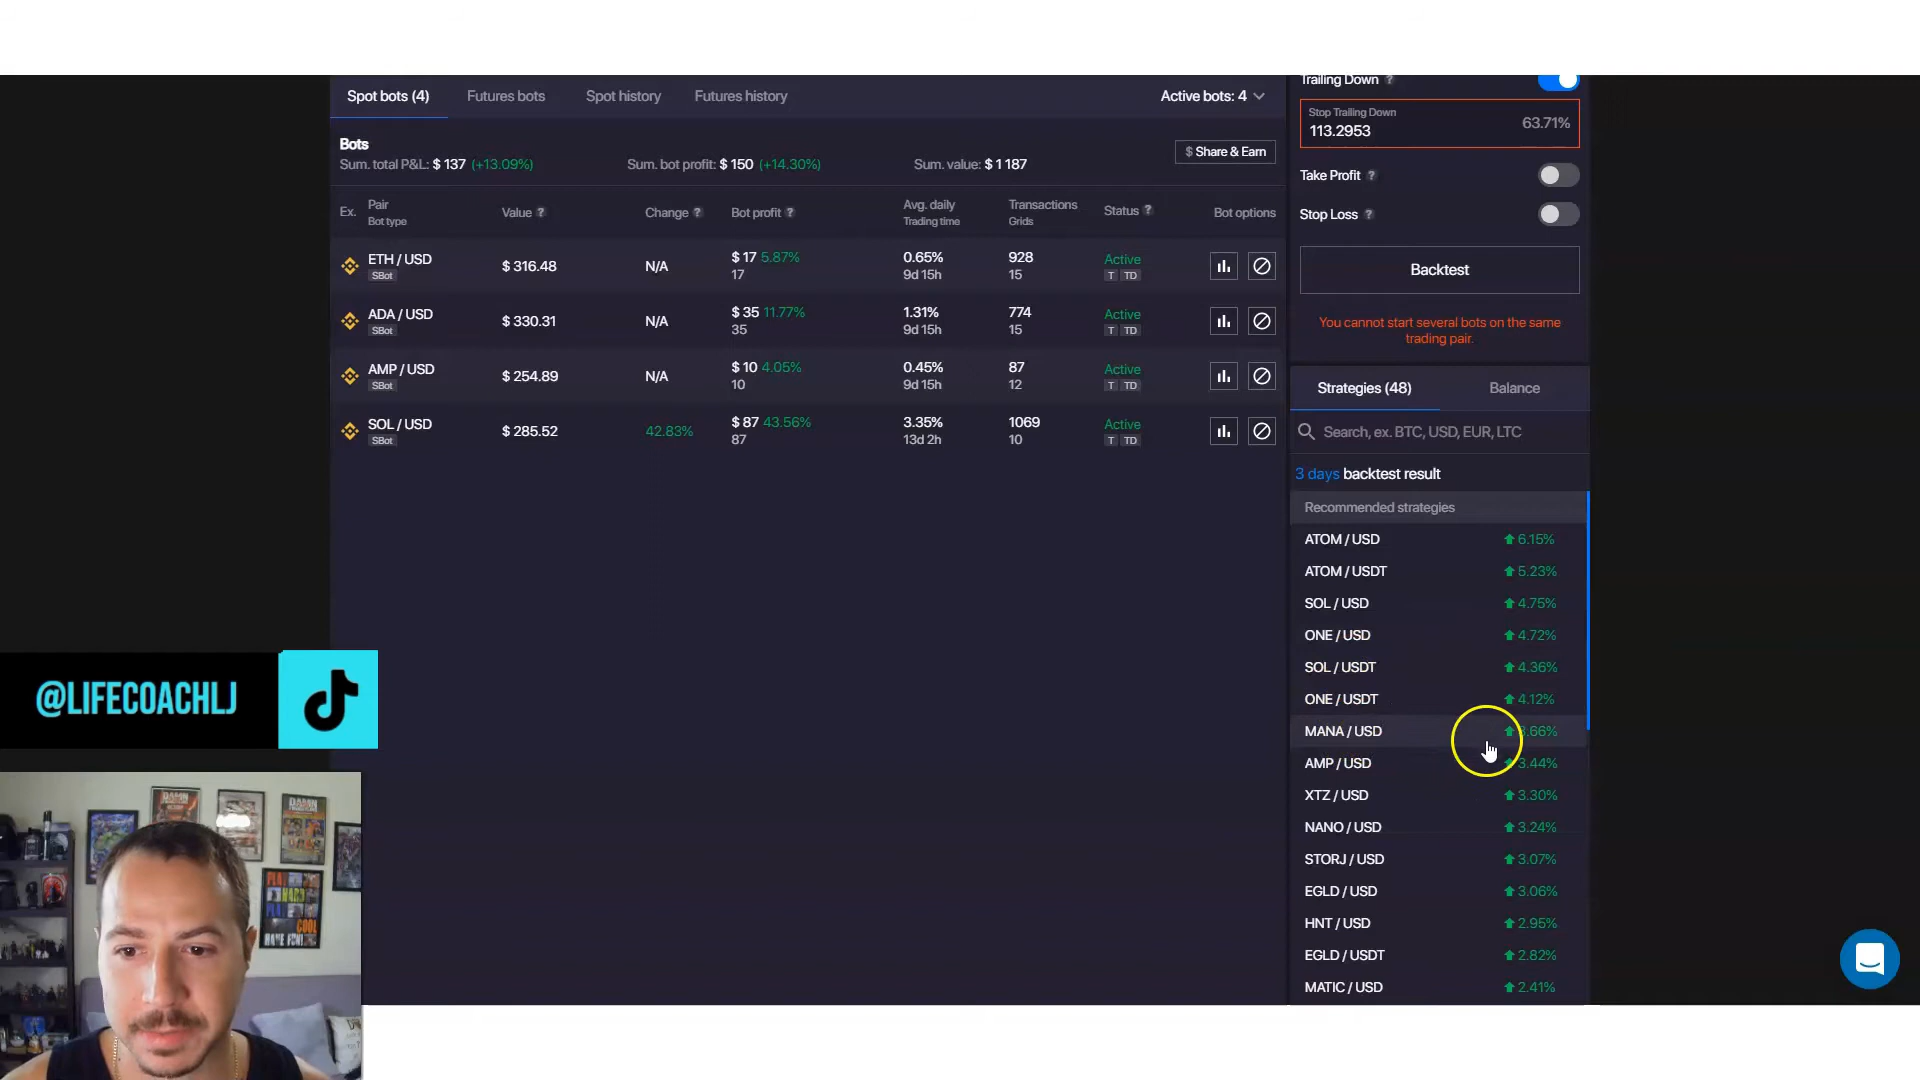 Spot bots (4) Futures bots Spot history Futures history Active bots: 4
Bots
Sum. total P&L: $ 137 (+13.09%) Sum. bot profit: $ 150 (+14.30%) Sum. value: $ 1 187
$ Share & Earn
Ex. Pair Value ? Change ? Bot profit ? Avg. daily Transactions Status ? Bot options
Bot type Trading time Grids
ETH / USD $ 316.48 N/A $ 17 5.87% 0.65% 928 Active
SBot 17 9d 15h 15 T TD
ADA / USD $ 330.31 N/A $ 35 11.77% 1.31% 774 Active
SBot 35 9d 15h 15 T TD
AMP / USD $ 254.89 N/A $ 10 4.05% 0.45% 87 Active
SBot 10 9d 15h 12 T TD
SOL / USD $ 285.52 42.83% $ 87 43.56% 3.35% 1069 Active
SBot 87 13d 2h 10 T TD
Trailing Down ?
Stop Trailing Down
113.2953 63.71%
Take Profit ?
Stop Loss ?
Backtest
You cannot start several bots on the same
trading pair.
Strategies (48) Balance
Search, ex. BTC, USD, EUR, LTC
3 days backtest result
Recommended strategies
ATOM / USD 6.15%
ATOM / USDT 5.23%
SOL / USD 4.75%
ONE / USD 4.72%
SOL / USDT 4.36%
ONE / USDT 4.12%
MANA / USD .66%
AMP / USD 3.44%
XTZ / USD 3.30%
NANO / USD 3.24%
STORJ / USD 3.07%
EGLD / USD 3.06%
HNT / USD 2.95%
EGLD / USDT 2.82%
MATIC / USD 2.41%
@LIFECOACHLJ